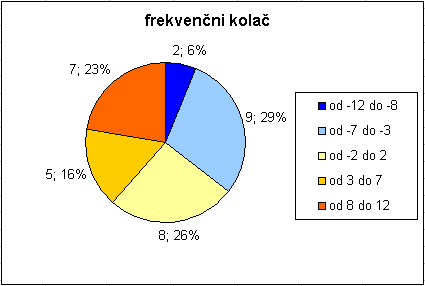 frekvenčni kolač
2; 6%
9; 29%
8; 26%
5; 16%
7; 23%
od -12 do -8
od -7 do -3
od -2 do 2
od 3 do 7
od 8 do 12